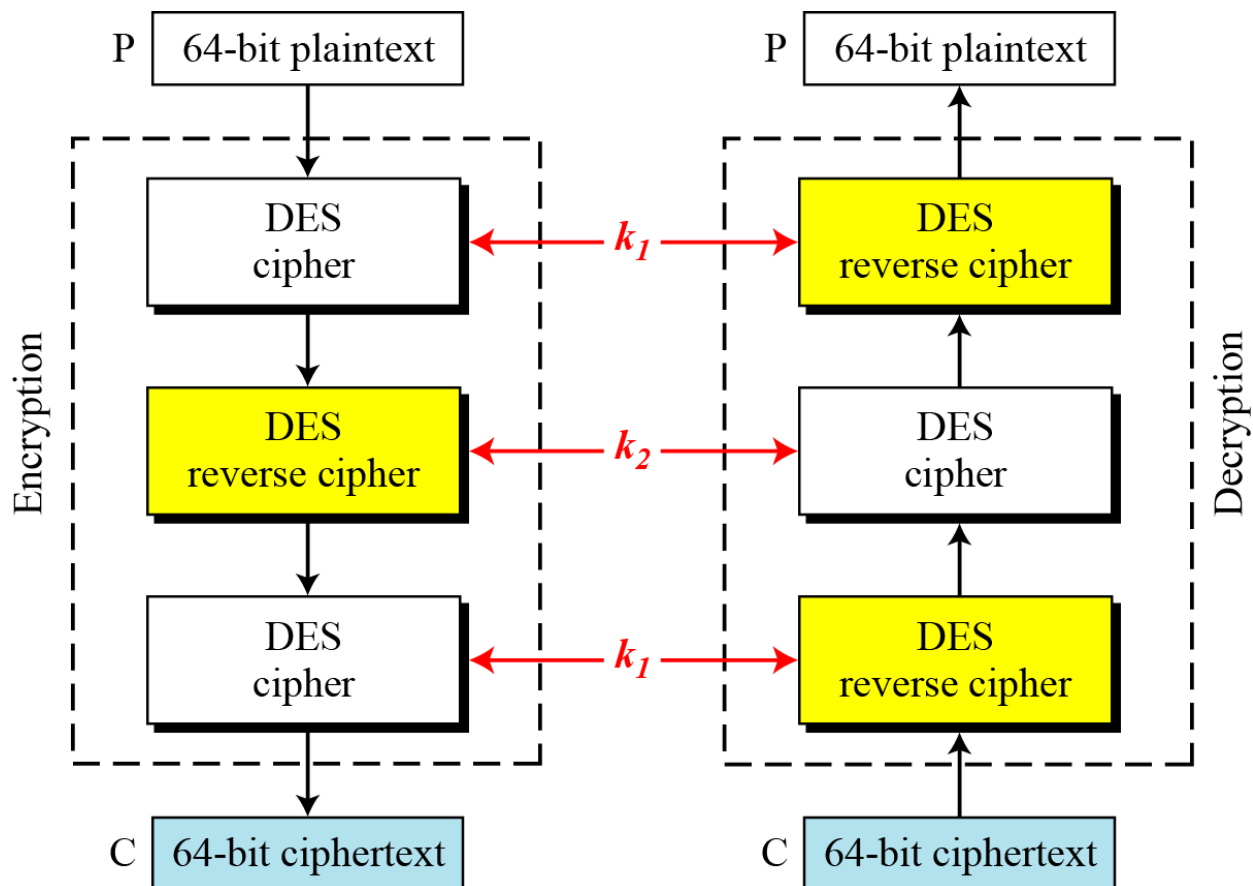 P 64-bit plaintext
P 64-bit plaintext
Encryption
DES
cipher
k1
DES
reverse cipher
DES
reverse cipher
k2
DES
cipher
DES
cipher
k1
DES
reverse cipher
Decryption
C 64-bit ciphertext
C 64-bit ciphertext